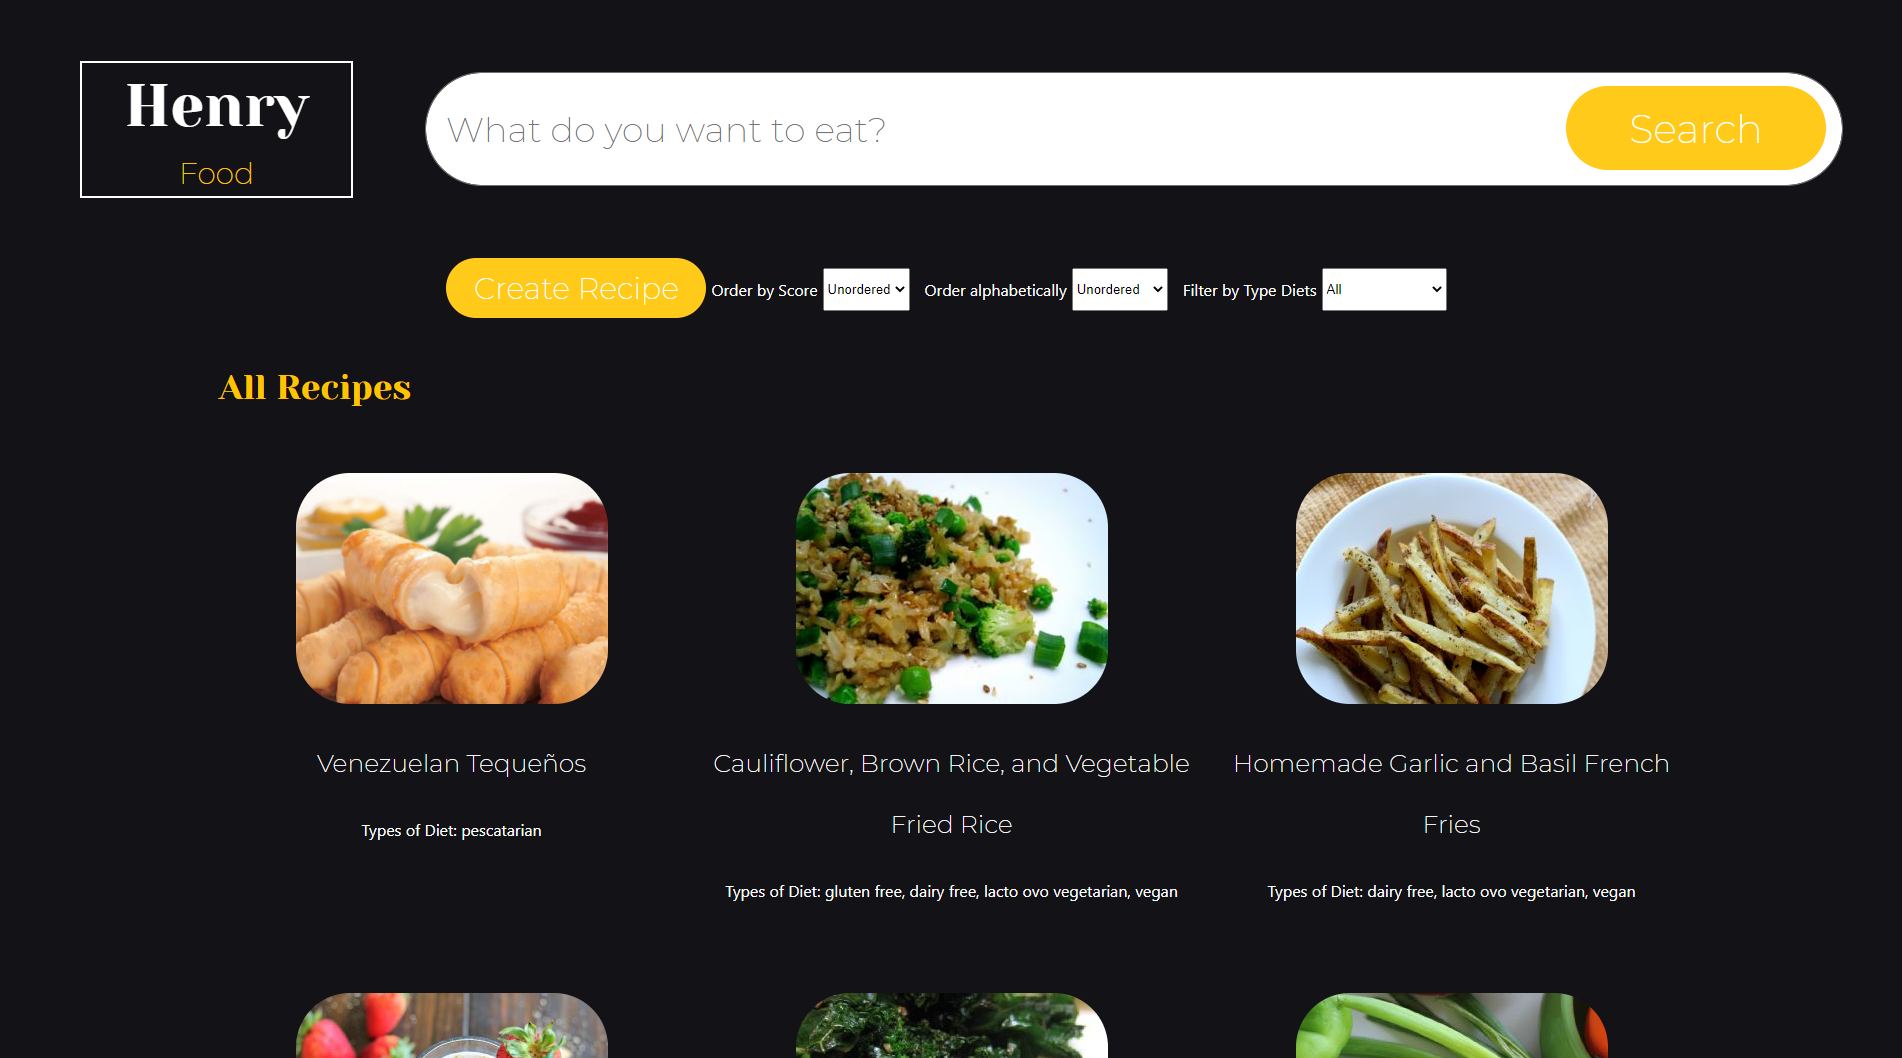 Henry
Food
What do you want to eat?
Search
Create Recipe Order by Score Unordered Order alphabetically Unordered Filter by Type Diets All
All Recipes
Venezuelan Tequeños
Types of Diet: pescatarian
Cauliflower, Brown Rice, and Vegetable
Fried Rice
Types of Diet: gluten free, dairy free, lacto ovo vegetarian, vegan
Homemade Garlic and Basil French
Fries
Types of Diet: dairy free, lacto ovo vegetarian, vegan